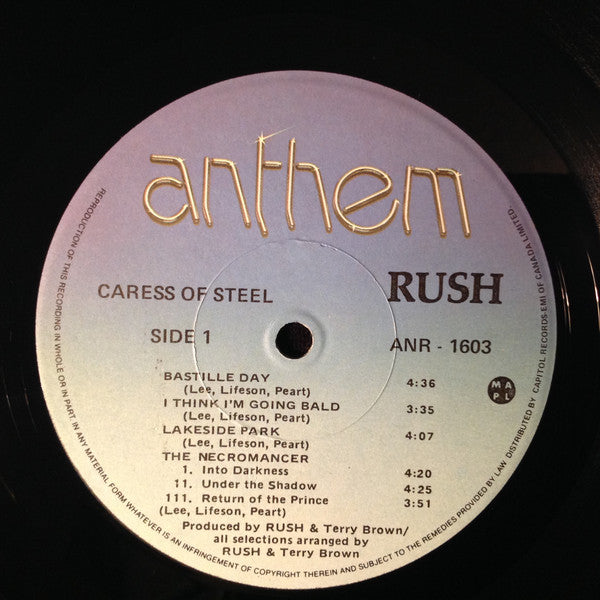 anthem
CARESS OF STEEL
RUSH
SIDE 1
ANR - 1603
BASTILLE DAY 4:36
(Lee, Lifeson, Peart)
I THINK I'M GOING BALD 3:35
(Lee, Lifeson, Peart)
LAKESIDE PARK 4:07
(Lee, Lifeson, Peart)
THE NECROMANCER
1. Into Darkness 4:20
11. Under the Shadow 4:25
111. Return of the Prince 3:51
(Lee, Lifeson, Peart)
Produced by RUSH & Terry Brown/
all selections arranged by
RUSH & Terry Brown
M A
P L
REPRODUCTION OF THIS RECORDING IN WHOLE OR IN PART, IN ANY MATERIAL FORM WHATEVER IS AN INFRINGEMENT OF COPYRIGHT THEREIN AND SUBJECT TO THE REMEDIES PROVIDED BY LAW. DISTRIBUTED BY CAPITOL RECORDS EMI OF CANADA LIMITED.